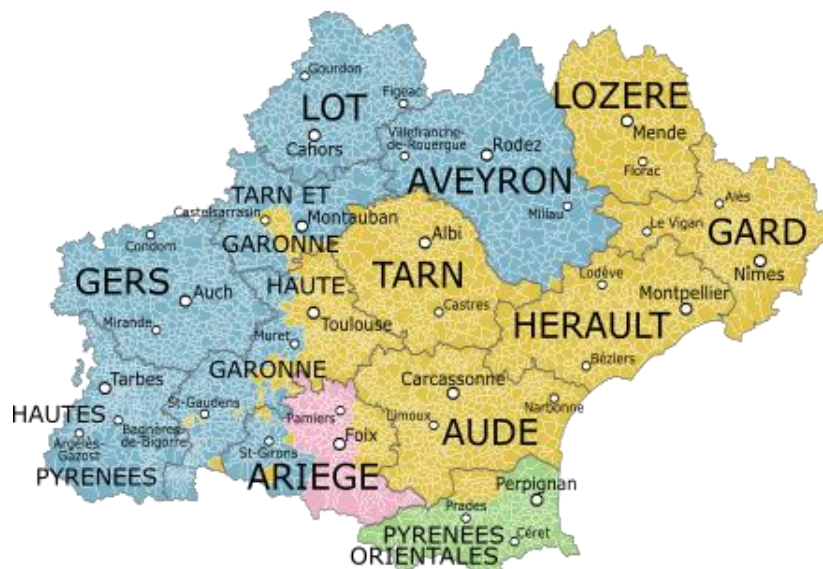 Gourdon
LOT
Figeac
Cahors
Villefranche-
de-Rouergue
Rodez
AVEYRON
Millau
LOZERE
Mende
Florac
Alès
Le Vigan
GARD
Nîmes
TARN ET
Castelsarrasin
Montauban
GARONNE
Condom
GERS
Auch
Mirande
Albi
TARN
Castres
HAUTE
Toulouse
Muret
GARONNE
Lodève
Montpellier
HERAULT
Béziers
Tarbes
HAUTES
Bagnères-
de-Bigorre
Argelès-
Gazost
PYRENEES
St-Gaudens
St-Girons
Pamiers
Foix
ARIEGE
Carcassonne
Limoux
Narbonne
AUDE
Perpignan
Prades
PYRENEES
Céret
ORIENTALES